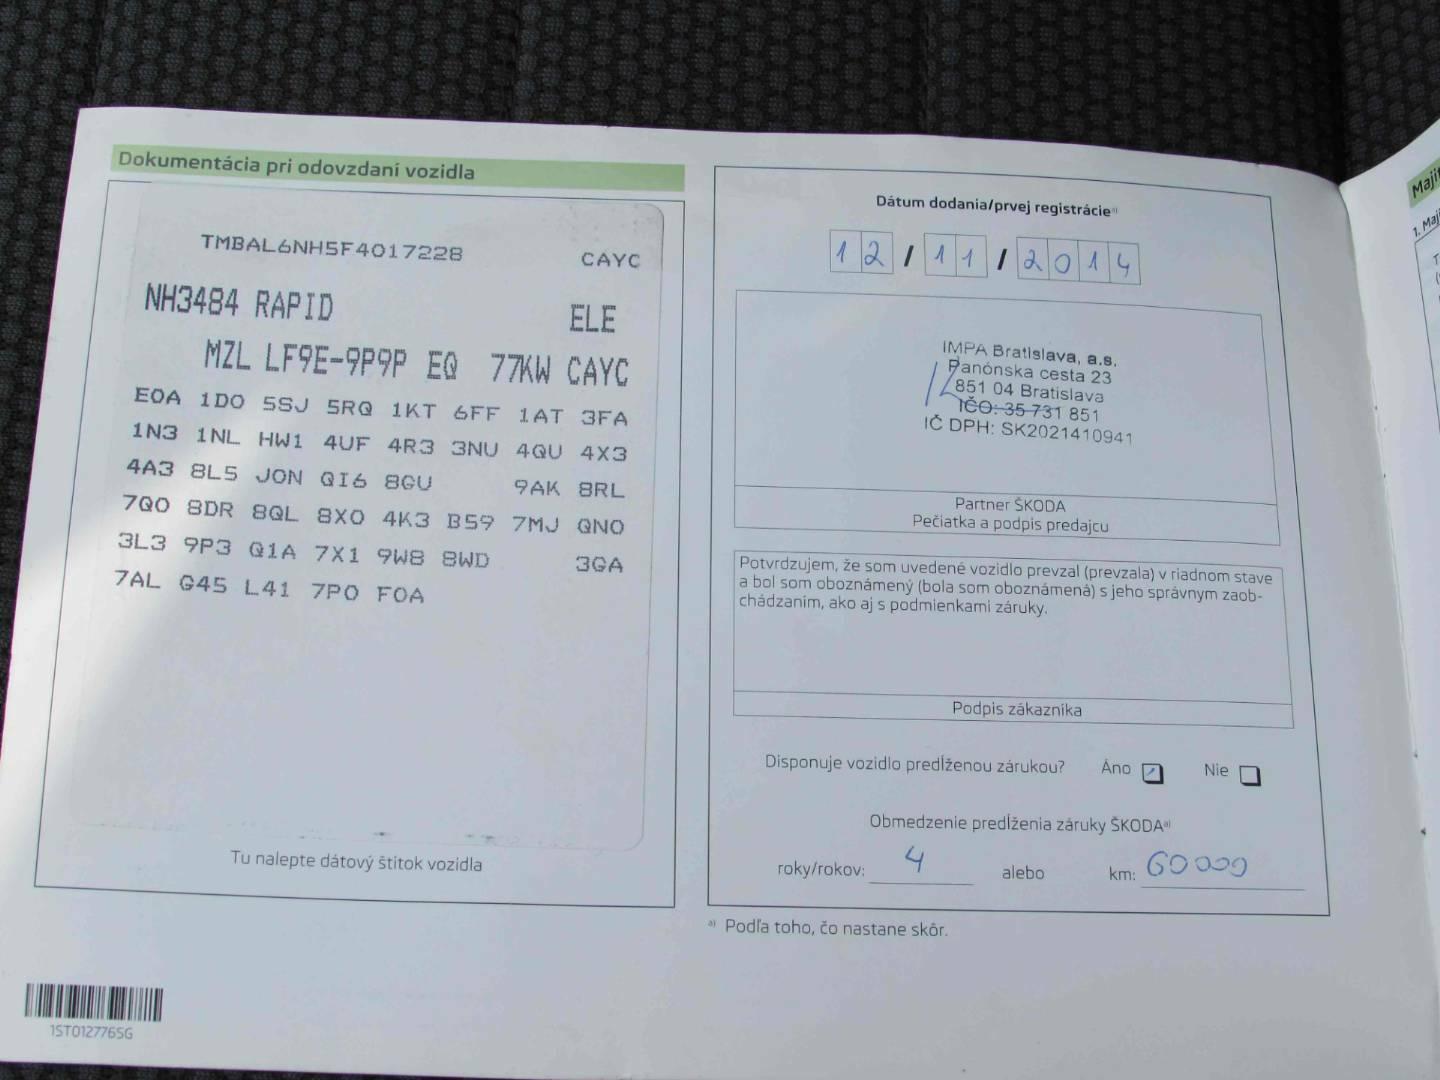 Dokumentácia pri odovzdaní vozidla
TMBAL6NH5F4017228 CAYC
NH3484 RAPID ELE
MZL LF9E-9P9P EQ 77KW CAYC
E0A 1D0 5SJ 5RQ 1KT 6FF 1AT 3FA
1N3 1NL HW1 4UF 4R3 3NU 4QU 4X3
4A3 8L5 J0N QI6 8GU 9AK 8RL
7Q0 8DR 8QL 8X0 4K3 B59 7MJ QN0
3L3 9P3 Q1A 7X1 9W8 8WD 3GA
7AL G45 L41 7P0 F0A
Tu nalepte dátový štítok vozidla
1ST012776SG
Dátum dodania/prvej registrácieᵃ⁾
12/11/2014
IMPA Bratislava, a.s.
Panónska cesta 23
851 04 Bratislava
IČO: 35 731 851
IČ DPH: SK2021410941
Partner ŠKODA
Pečiatka a podpis predajcu
Potvrdzujem, že som uvedené vozidlo prevzal (prevzala) v riadnom stave
a bol som oboznámený (bola som oboznámená) s jeho správnym zaob-
chádzaním, ako aj s podmienkami záruky.
Podpis zákazníka
Disponuje vozidlo predĺženou zárukou? Áno Nie
Obmedzenie predĺženia záruky ŠKODAᵃ⁾
roky/rokov: 4 alebo km: 60000
ᵃ⁾ Podľa toho, čo nastane skôr.